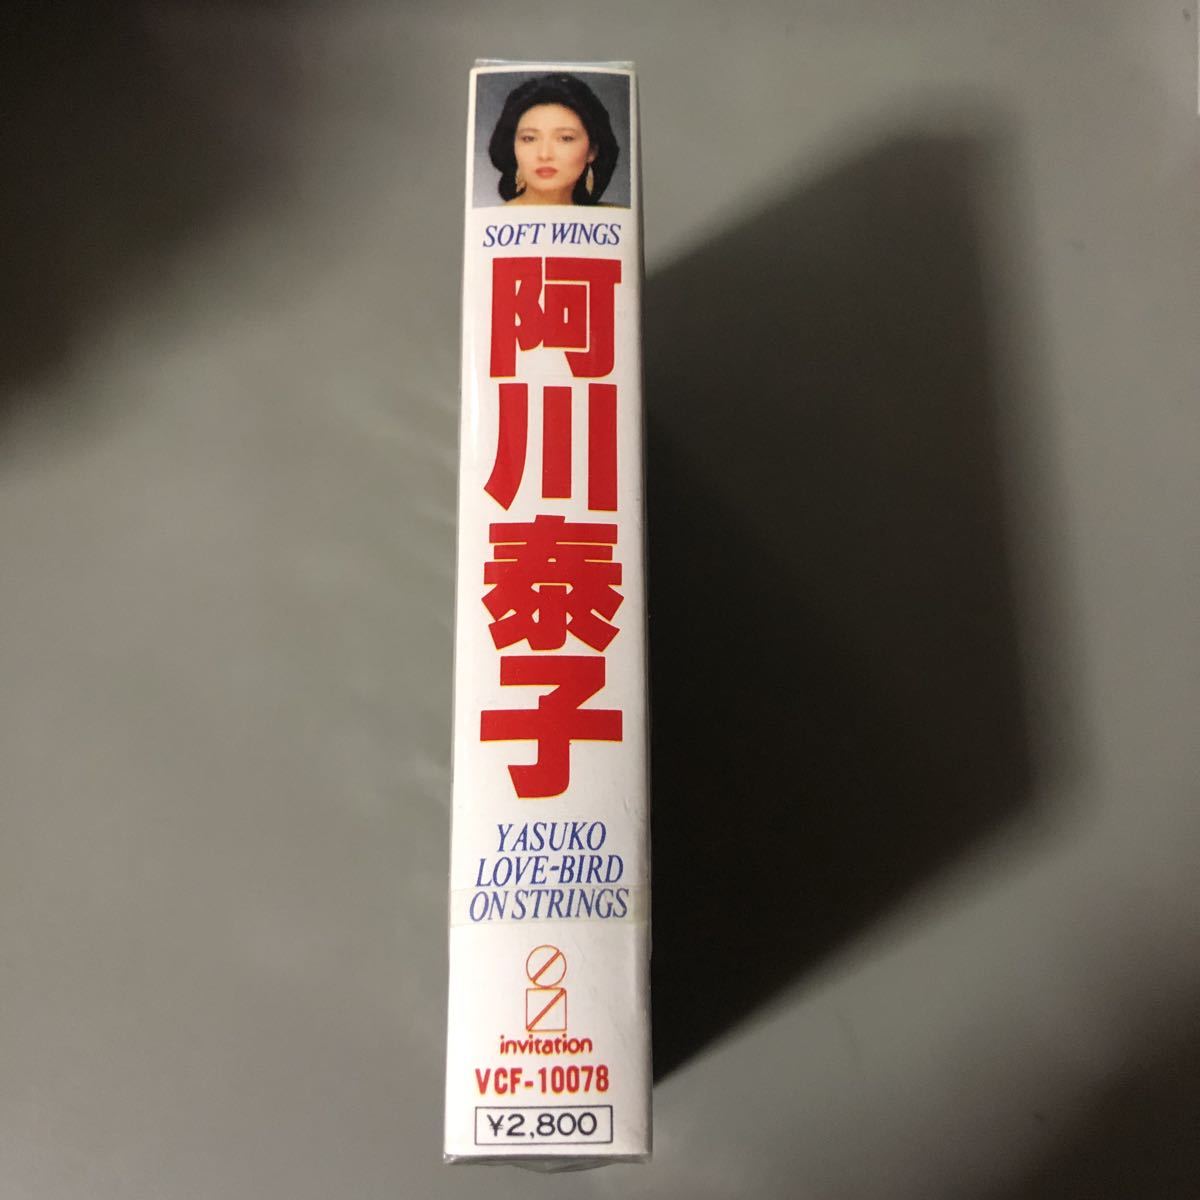 SOFT WINGS
阿川泰子
YASUKO
LOVE-BIRD
ON STRINGS
invitation
VCF-10078
¥2,800